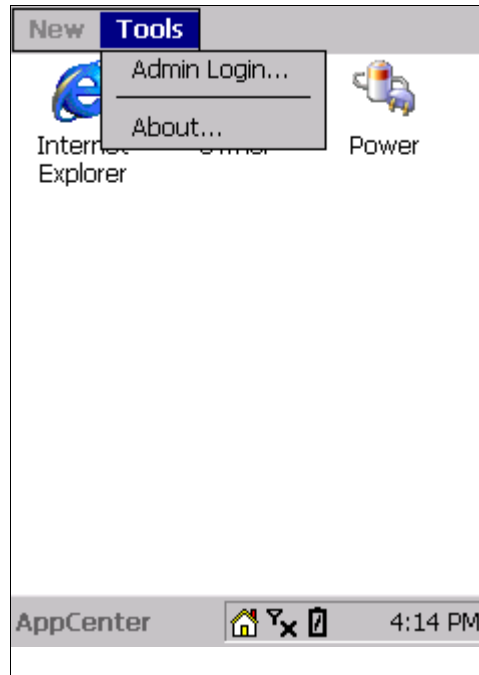 New Tools
Admin Login...
About...
Internet
Explorer
Power
AppCenter
4:14 PM